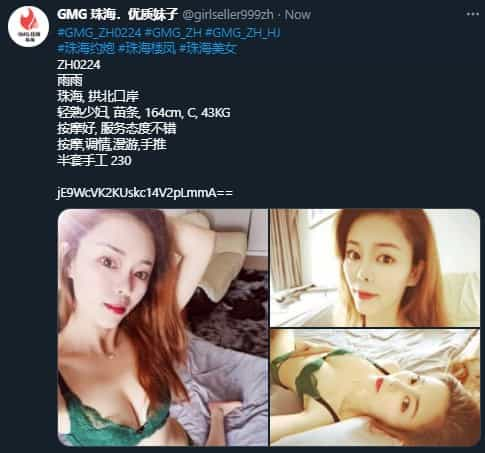 GMG 珠海．优质妹子 @girlseller999zh · Now
#GMG_ZH0224 #GMG_ZH #GMG_ZH_HJ
#珠海约炮 #珠海楼凤 #珠海美女
ZH0224
雨雨
珠海, 拱北口岸
轻熟少妇, 苗条, 164cm, C, 43KG
按摩好, 服务态度不错
按摩,调情,漫游,手推
半套手工 230
jE9WcVK2KUskc14V2pLmmA==